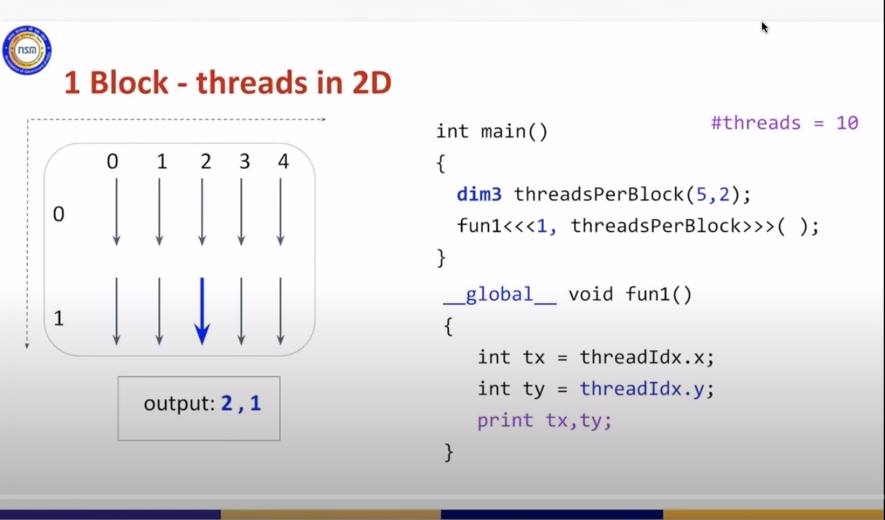 nsm
1 Block - threads in 2D
0 1 2 3 4
0
1
output: 2 , 1
#threads = 10
int main()
{
dim3 threadsPerBlock(5,2);
fun1<<<1, threadsPerBlock>>>( );
}
__global__ void fun1()
{
int tx = threadIdx.x;
int ty = threadIdx.y;
print tx,ty;
}